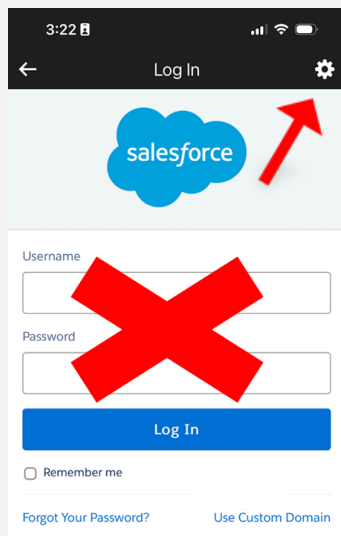 3:22
Log In
salesforce
Username
Password
Log In
Remember me
Forgot Your Password? Use Custom Domain